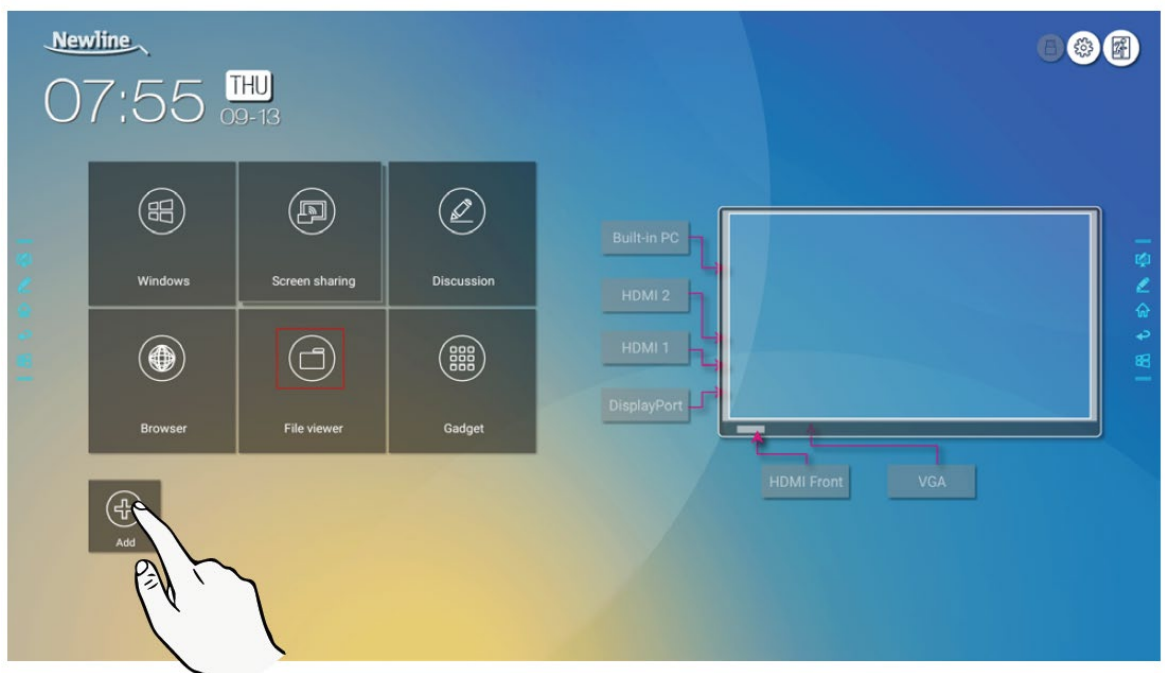 Newline
07:55
THU
09-13
Windows
Screen sharing
Discussion
Browser
File viewer
Gadget
Add
Built-in PC
HDMI 2
HDMI 1
DisplayPort
HDMI Front
VGA